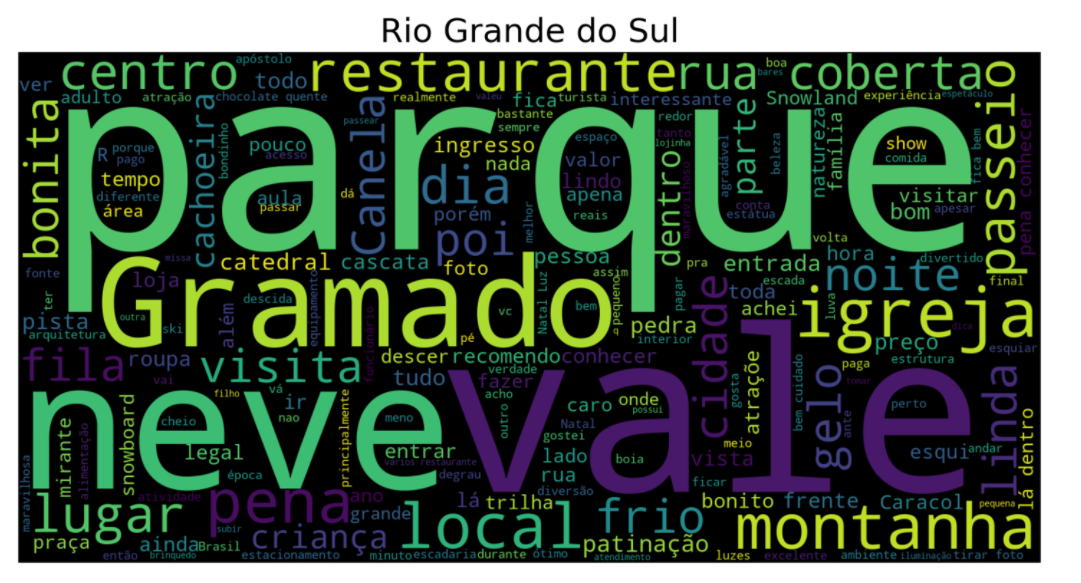 Rio Grande do Sul
centro
apóstolo
todo
restaurante
rua
boa
bares
coberta
ver
adulto
atração
chocolate quente
realmente
valeu
fica
turista
interessante
Snowland
experiência
espetáculo
bonita
parque
cachoeira
bondinho
passear
Canela
bastante
sempre
espaço
redor
tanto
lojinha
parte
natureza
família
passeio
pena conhecer
R
porque
pago
pouco
acesso
ingresso
nada
valor
beleza
agradável
show
comida
fica bem
tempo
diferente
aula
passar
dá
dia
lindo
apena
dentro
maravilhoso
visitar
área
porém
reais
conta
estátua
bom
apesar
poi
melhor
volta
fonte
missa
catedral
cascata
foto
pessoa
assim
pra
entrada
hora
divertido
ter
loja
Gramado
equipamento
descida
Natal Luz
bem
pequeno
pagar
cidade
toda
escada
noite
final
pista
outra
ski
além
vc
pedra
achei
luva
igreja
arquitetura
pé
interior
dica
fila
vai
roupa
visita
funcionário
descer
recomendo
conhecer
preço
esquiar
verdade
atraçõe
paga
estrutura
neve
vá
filho
tudo
fazer
vale
gosta
bem cuidado
gelo
tomar
linda
snowboard
cheio
ir
nao
principalmente
meno
acho
outro
caro
onde
possui
Natal
meio
ante
perto
mirante
alimentação
legal
entrar
gostei
lado
vista
esqui
andar
lá dentro
época
vários restaurante
degrau
boia
rua
ficar
maravilhosa
lugar
atividade
pena
ano
lá
trilha
diversão
bonito
frente
Caracol
pequena
grande
local
frio
montanha
praça
subir
criança
patinação
então
ainda
Brasil
estacionamento
minuto
escadaria
durante
ótimo
luzes
excelente
ambiente
iluminação
tirar foto
brinquedo
atendimento